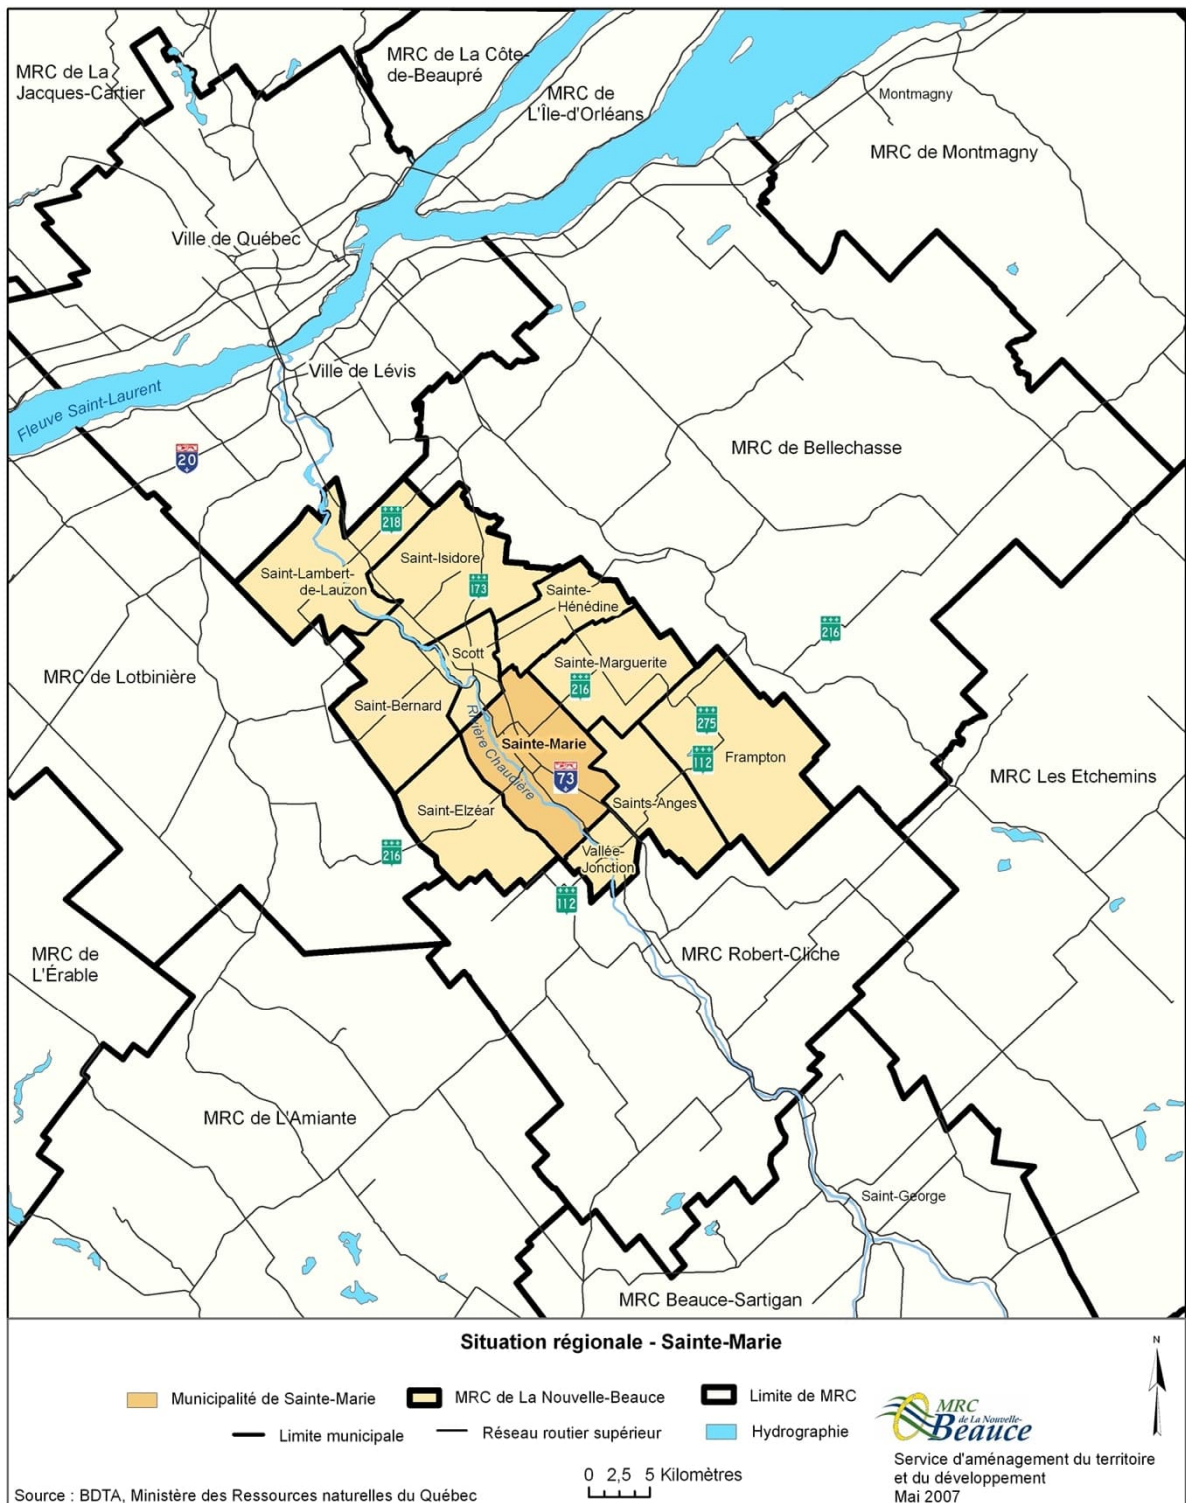 MRC de La
Jacques-Cartier
MRC de La Côte-
de-Beaupré
MRC de
L'Île-d'Orléans
Montmagny
MRC de Montmagny
Ville de Québec
Ville de Lévis
Fleuve Saint-Laurent
20
MRC de Bellechasse
218
Saint-Isidore
Saint-Lambert-
de-Lauzon
173
Sainte-
Hénédine
216
Scott
Sainte-Marguerite
MRC de Lotbinière
216
Saint-Bernard
275
Rivière Chaudière
Sainte-Marie
112
Frampton
73
MRC Les Etchemins
Saint-Elzéar
Saints-Anges
216
Vallée-
Jonction
112
MRC de
L'Érable
MRC Robert-Cliche
MRC de L'Amiante
Saint-George
MRC Beauce-Sartigan
Situation régionale - Sainte-Marie
N
Municipalité de Sainte-Marie
MRC de La Nouvelle-Beauce
Limite de MRC
Limite municipale
Réseau routier supérieur
Hydrographie
MRC
de La Nouvelle-
Beauce
0 2,5 5 Kilomètres
Service d'aménagement du territoire
et du développement
Mai 2007
Source : BDTA, Ministère des Ressources naturelles du Québec